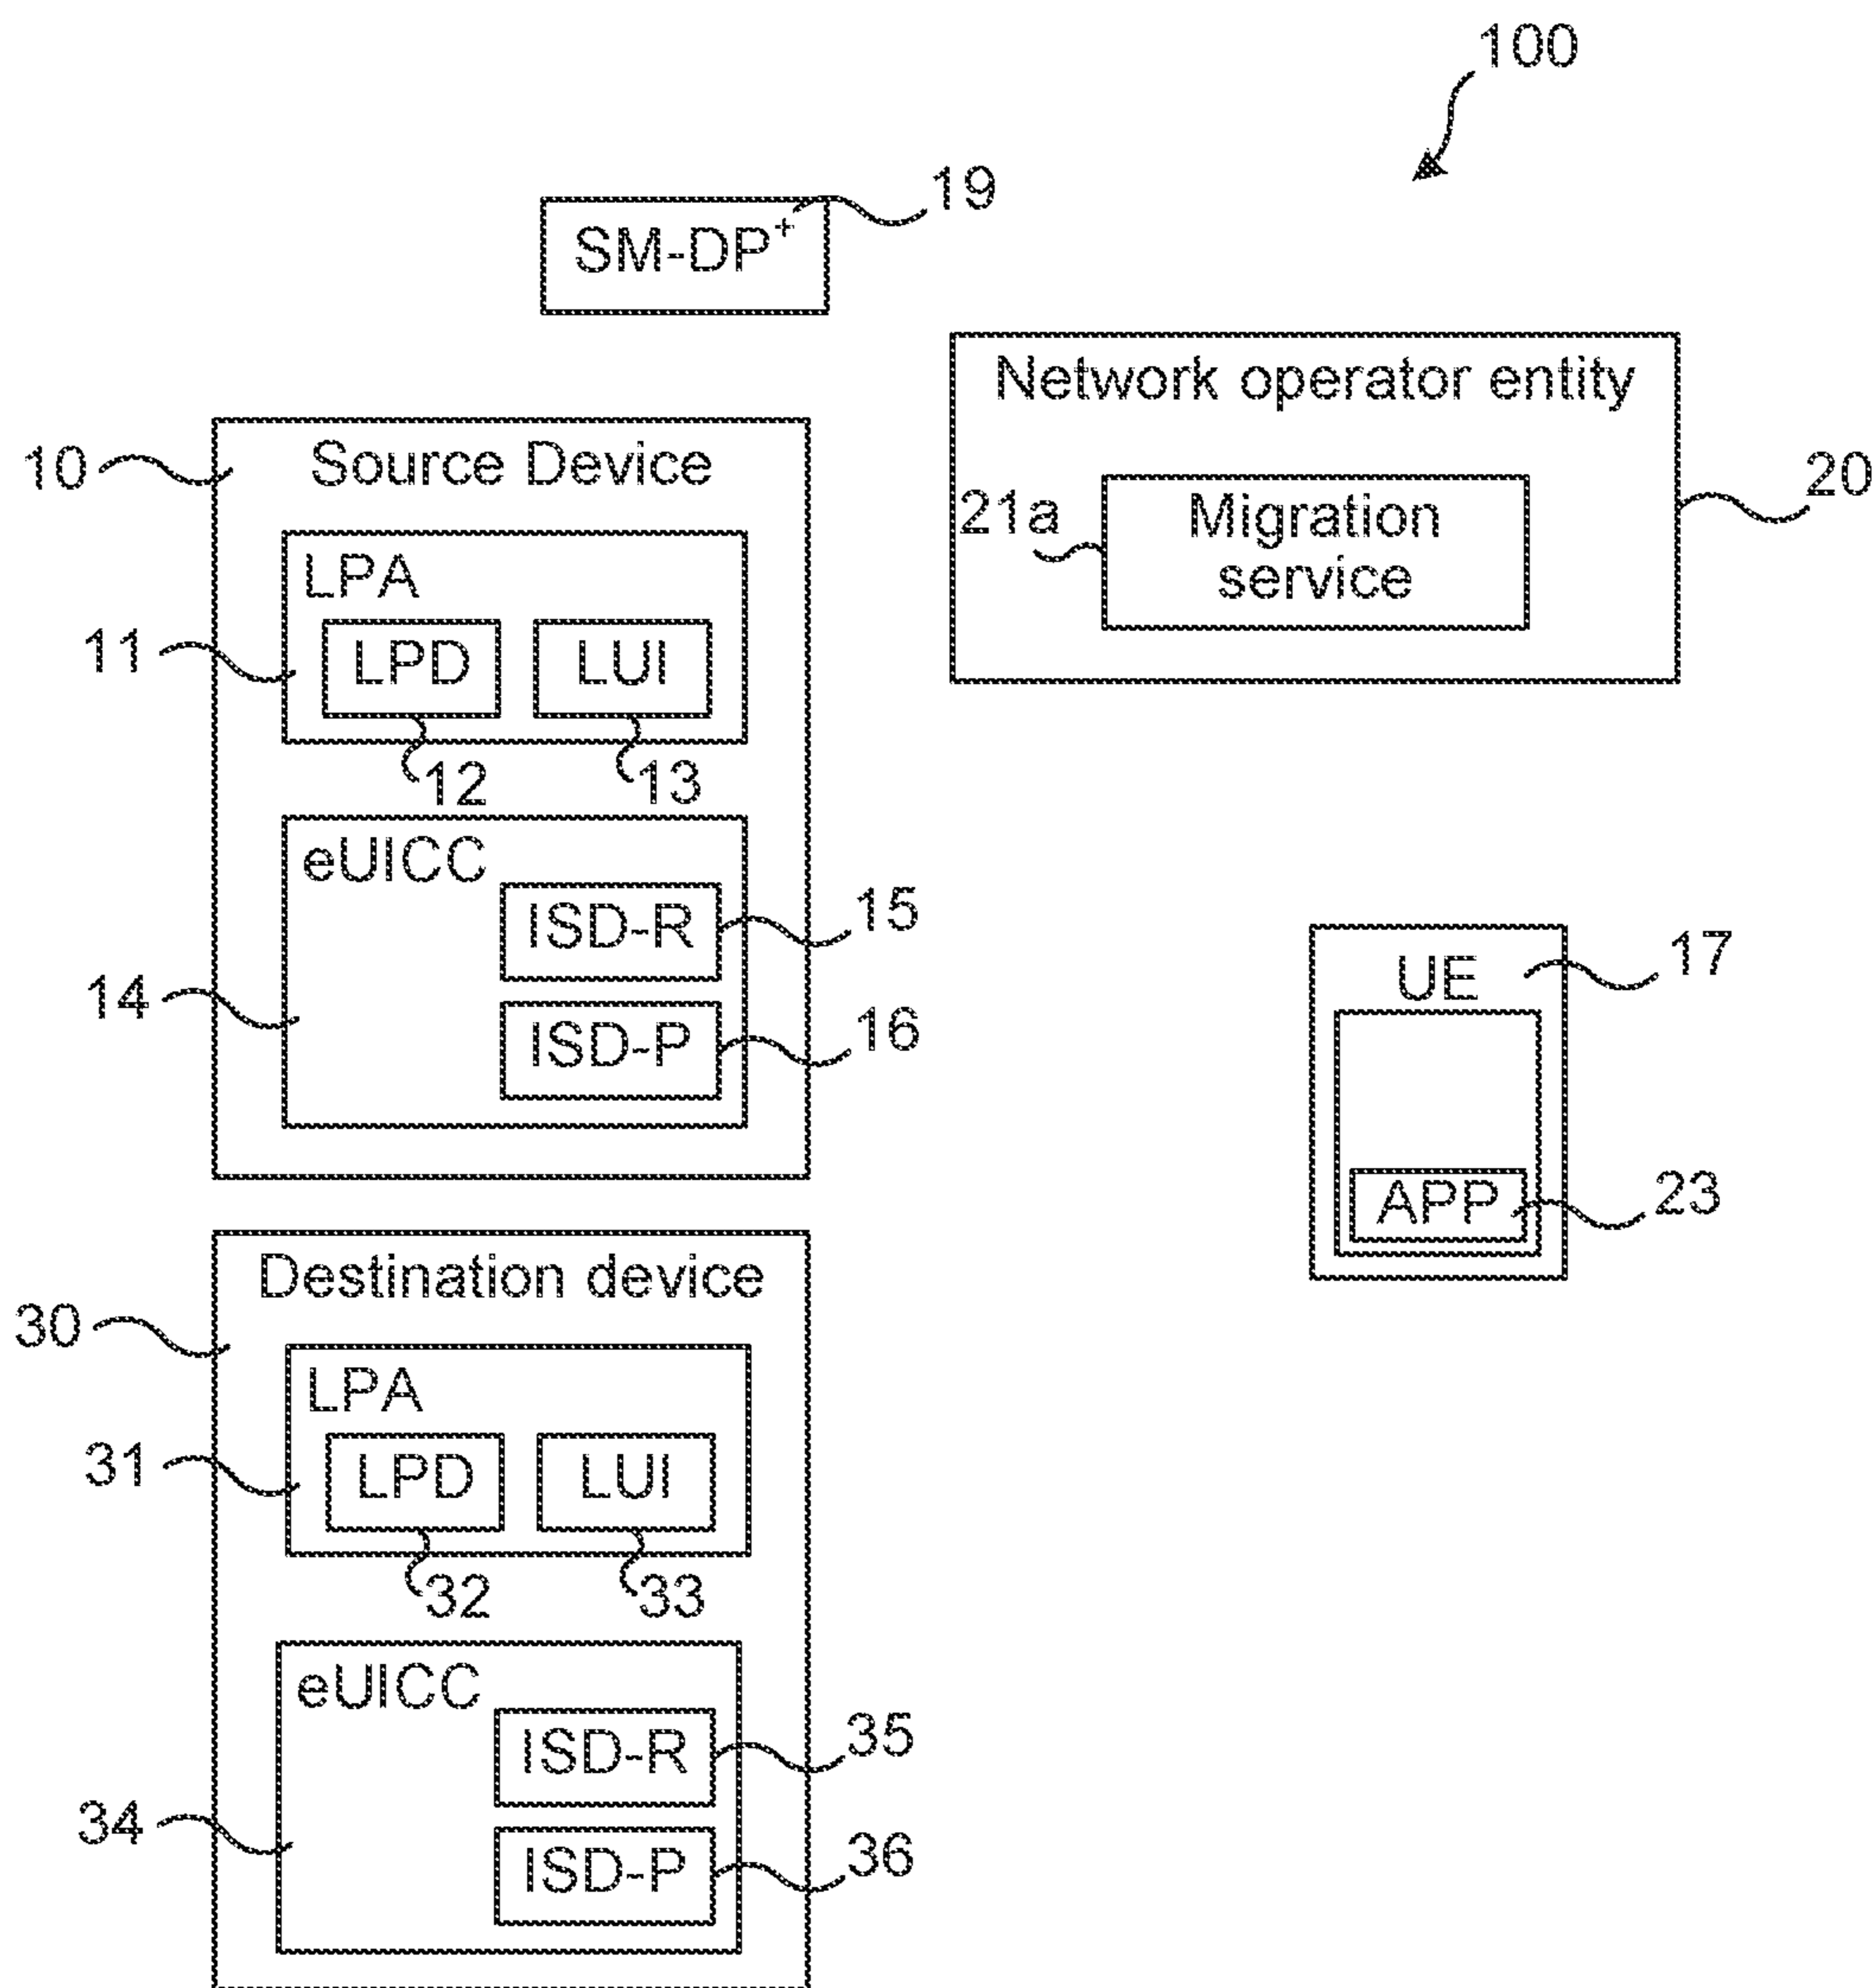 100
19
SM-DP+
Network operator entity
10
Source Device
20
21a
Migration
service
LPA
11
LPD
LUI
12
13
eUICC
15
ISD-R
17
UE
14
16
ISD-P
APP
23
Destination device
30
LPA
31
LPD
LUI
32
33
eUICC
35
ISD-R
34
36
ISD-P